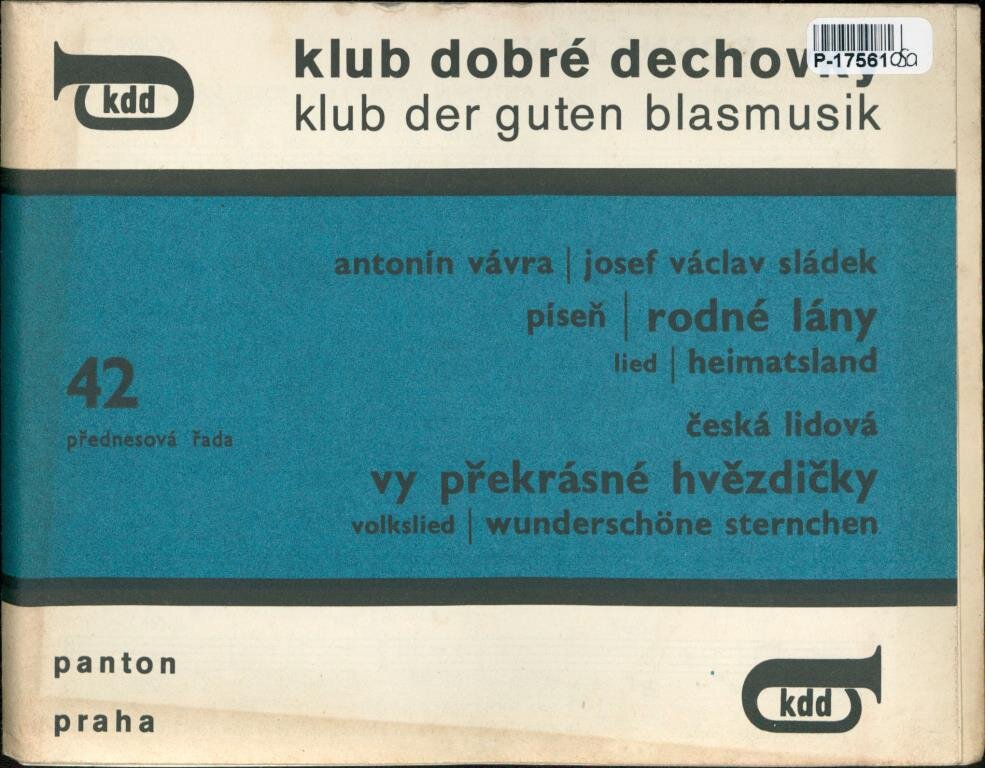 kdd
klub dobré dechovky
P-17561
klub der guten blasmusik
antonín vávra | josef václav sládek
píseň | rodné lány
lied | heimatsland
42
přednesová řada
česká lidová
vy překrásné hvězdičky
volkslied | wunderschöne sternchen
panton
praha
kdd